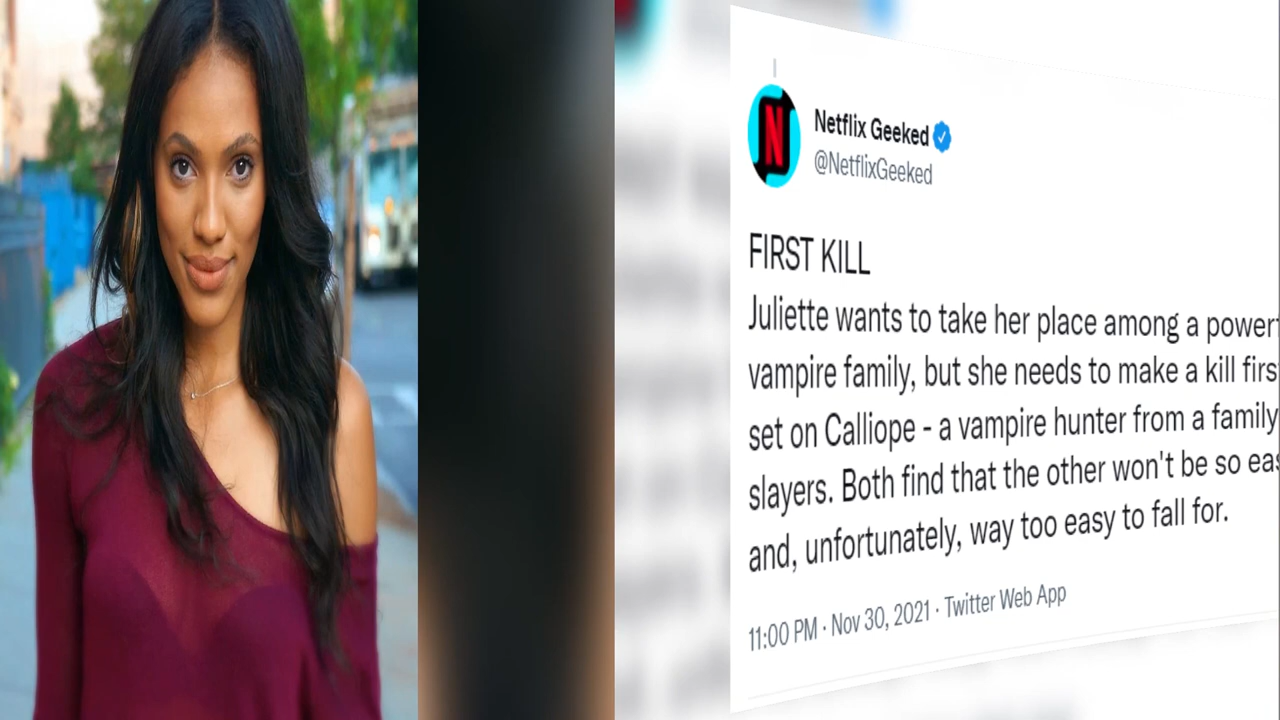 N
Netflix Geeked
@NetflixGeeked
FIRST KILL
Juliette wants to take her place among a
vampire family, but she needs to make a kill
set on Calliope - a vampire hunter from a family
slayers. Both find that the other won't be so
and, unfortunately, way too easy to fall for.
11:00 PM · Nov 30, 2021 · Twitter Web App